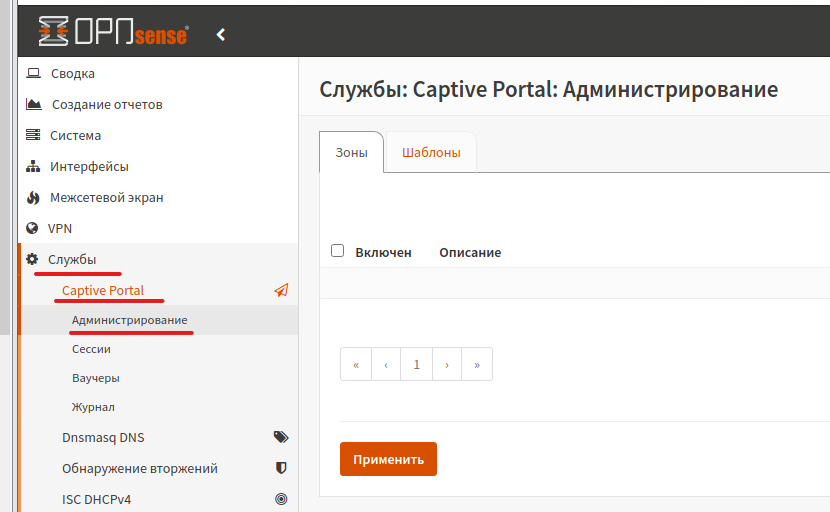 OPNsense®
Сводка
Создание отчетов
Система
Интерфейсы
Межсетевой экран
VPN
Службы
Captive Portal
Администрирование
Сессии
Ваучеры
Журнал
Dnsmasq DNS
Обнаружение вторжений
ISC DHCPv4
Службы: Captive Portal: Администрирование
Зоны Шаблоны
Включен Описание
« ‹ 1 › »
Применить